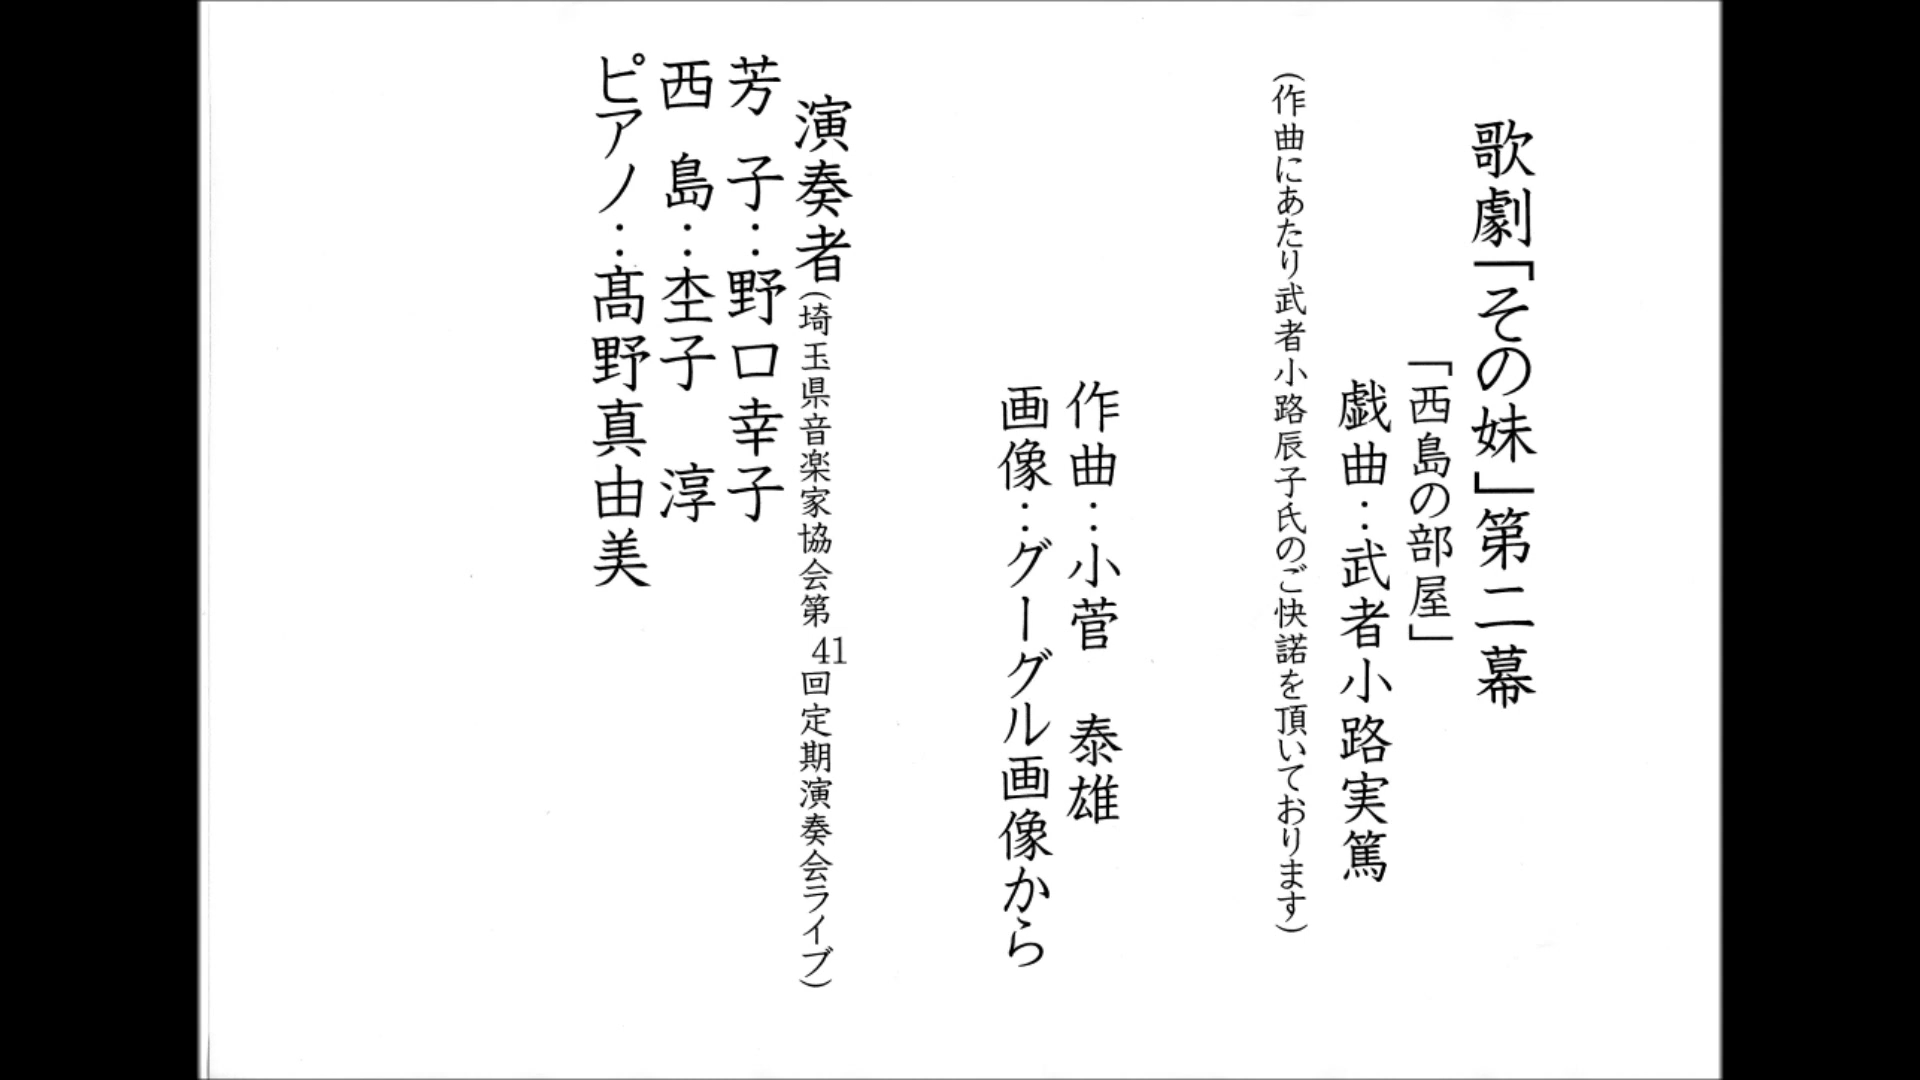 歌劇「その妹」第二幕
「西島の部屋」
戯曲：武者小路実篤
（作曲にあたり武者小路辰子氏のご快諾を頂いております）
作曲：小菅　泰雄
画像：グーグル画像から
演奏者（埼玉県音楽家協会第41回定期演奏会ライブ）
芳　子：野口幸子
西　島：杢子　淳
ピアノ：髙野真由美